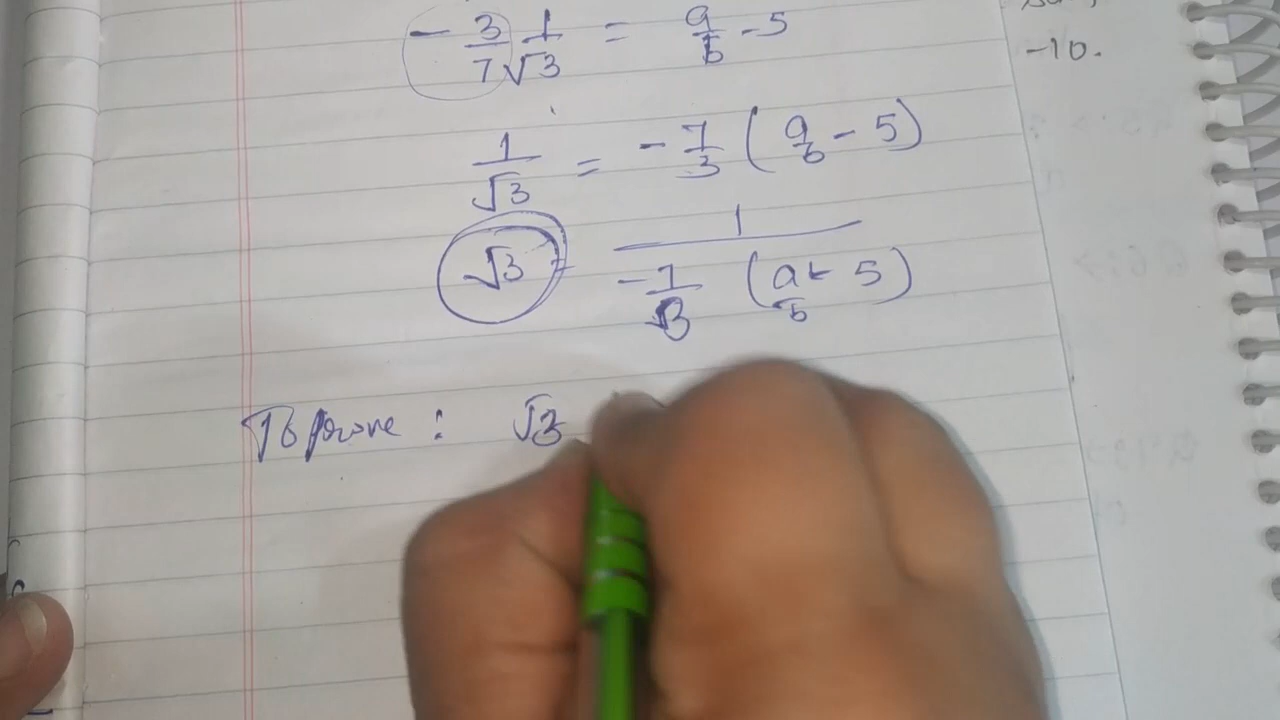 - 3/7 1/√3 = a/b - 5
-10.
1/√3 = - 7/3 ( a/b - 5 )
√3 = 1 / - 7/3 ( a/b - 5 )
To prove : √3